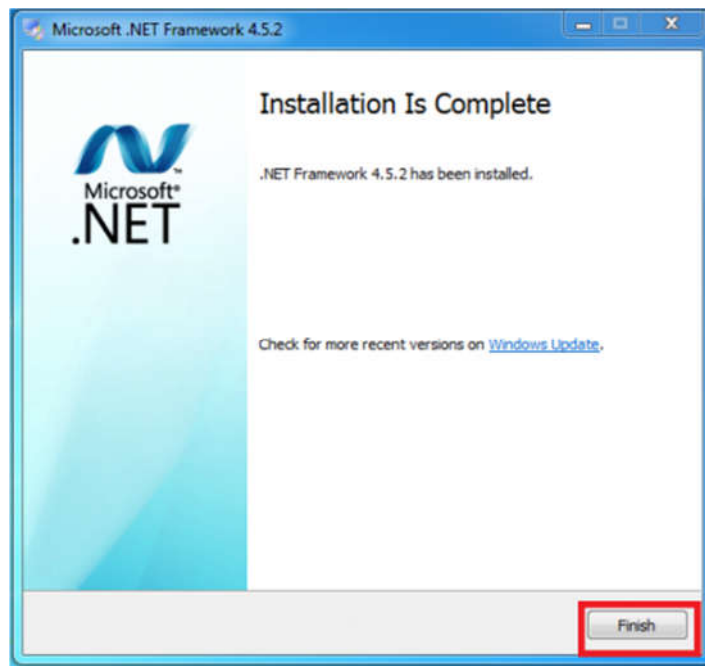 Microsoft .NET Framework 4.5.2
Installation Is Complete
.NET Framework 4.5.2 has been installed.
Microsoft®
.NET™
Check for more recent versions on Windows Update.
Finish